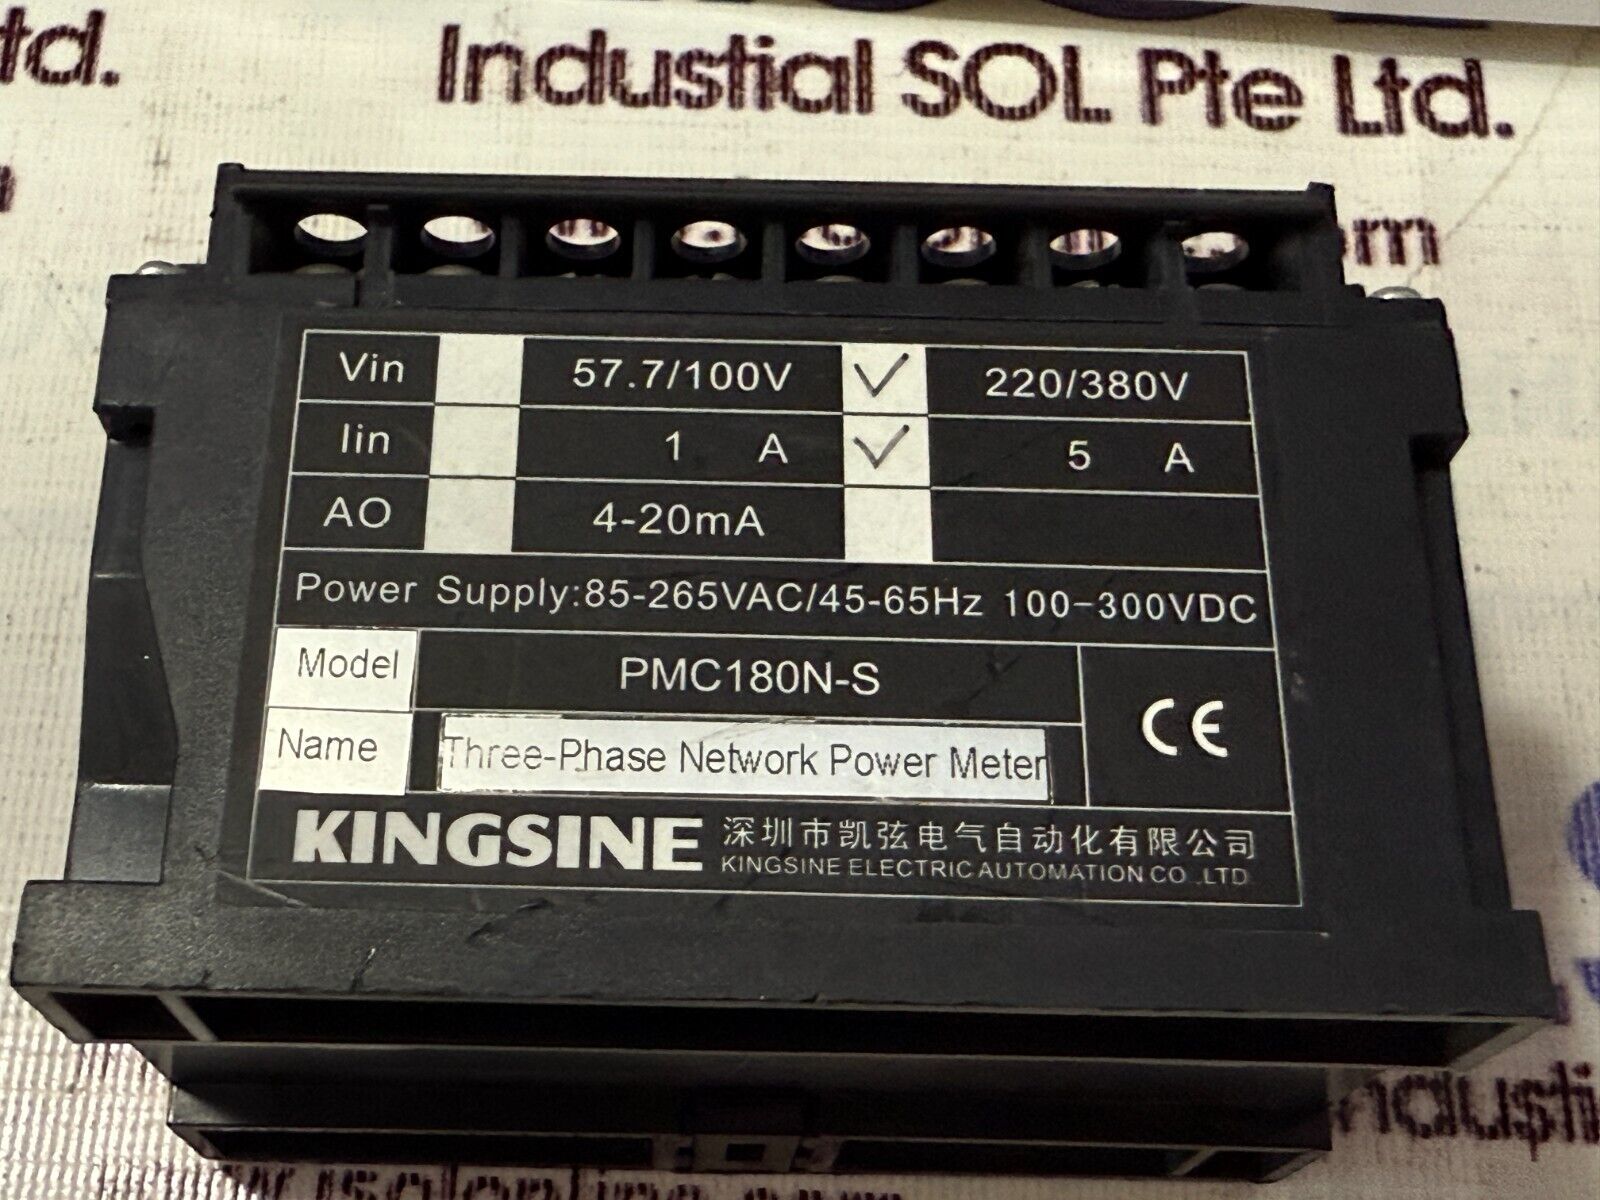 td.
Industial SOL Pte Ltd.
om
Vin 57.7/100V ✓ 220/380V
Iin 1 A ✓ 5 A
AO 4-20mA
Power Supply:85-265VAC/45-65Hz 100-300VDC
Model PMC180N-S
Name Three-Phase Network Power Meter
CE
KINGSINE 深圳市凯弦电气自动化有限公司
KINGSINE ELECTRIC AUTOMATION CO .LTD